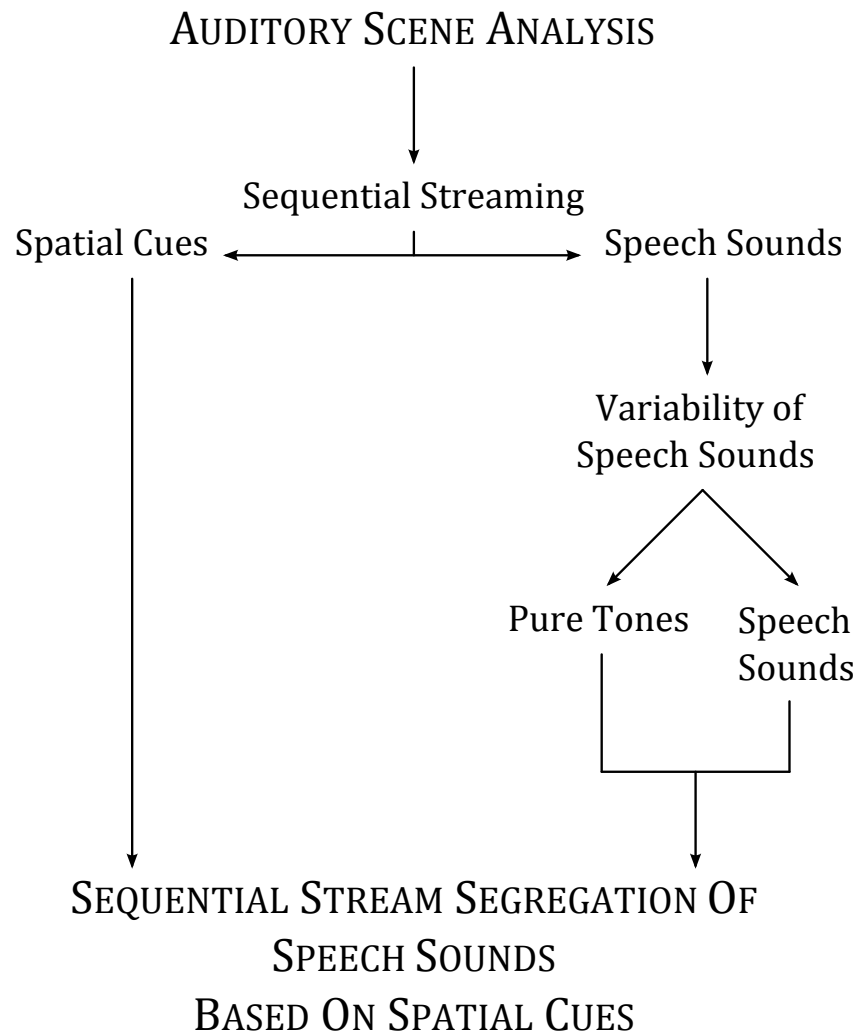 AUDITORY SCENE ANALYSIS
Sequential Streaming
Spatial Cues
Speech Sounds
Variability of
Speech Sounds
Pure Tones
Speech
Sounds
SEQUENTIAL STREAM SEGREGATION OF
SPEECH SOUNDS
BASED ON SPATIAL CUES